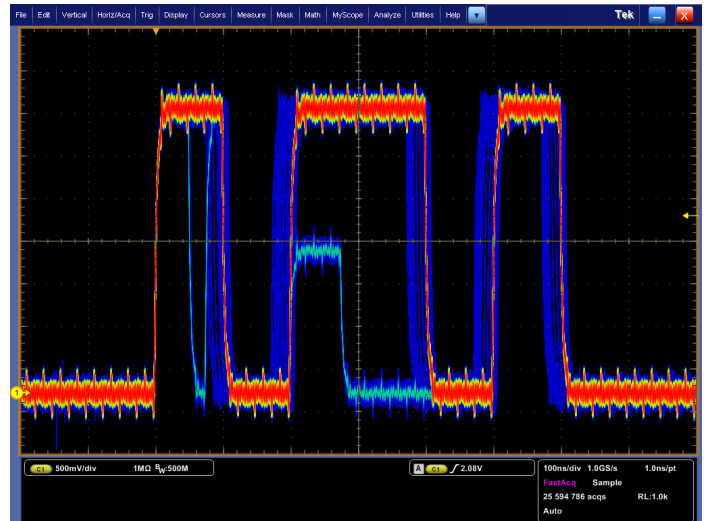 File Edit Vertical Horiz/Acq Trig Display Cursors Measure Mask Math MyScope Analyze Utilities Help Tek X
1
C1 500mV/div 1MΩ BW:500M
A C1 2.08V
100ns/div 1.0GS/s 1.0ns/pt
FastAcq Sample
25 594 786 acqs RL:1.0k
Auto